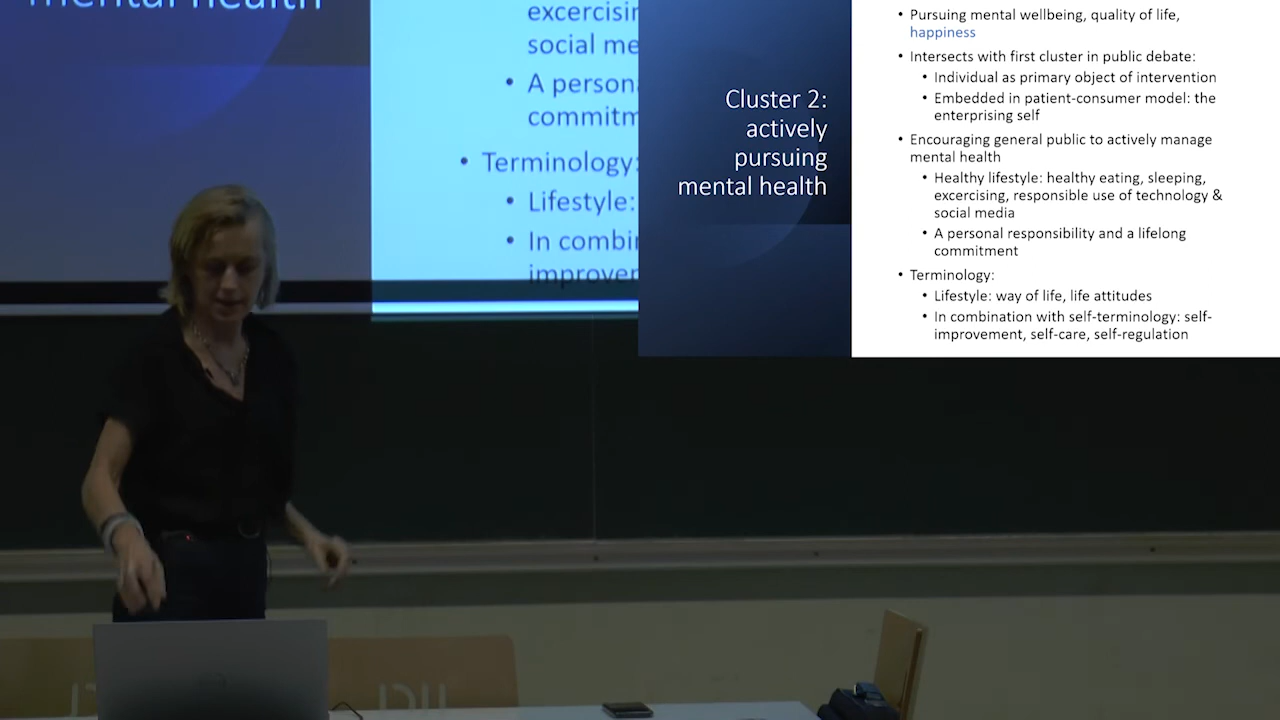 mental health
excercisin
social me
• A persona
commitm
• Terminology:
• Lifestyle:
• In combi
improver
Cluster 2:
actively
pursuing
mental health
• Pursuing mental wellbeing, quality of life,
happiness
• Intersects with first cluster in public debate:
• Individual as primary object of intervention
• Embedded in patient-consumer model: the
enterprising self
• Encouraging general public to actively manage
mental health
• Healthy lifestyle: healthy eating, sleeping,
excercising, responsible use of technology &
social media
• A personal responsibility and a lifelong
commitment
• Terminology:
• Lifestyle: way of life, life attitudes
• In combination with self-terminology: self-
improvement, self-care, self-regulation